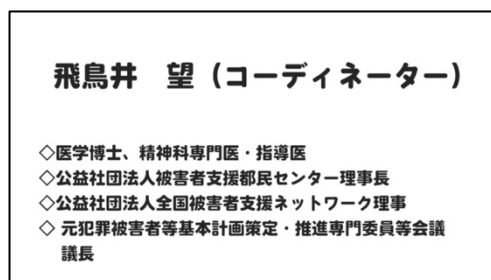 飛鳥井　望（コーディネーター）
◇医学博士、精神科専門医・指導医
◇公益社団法人被害者支援都民センター理事長
◇公益社団法人全国被害者支援ネットワーク理事
◇ 元犯罪被害者等基本計画策定・推進専門委員等会議
議長